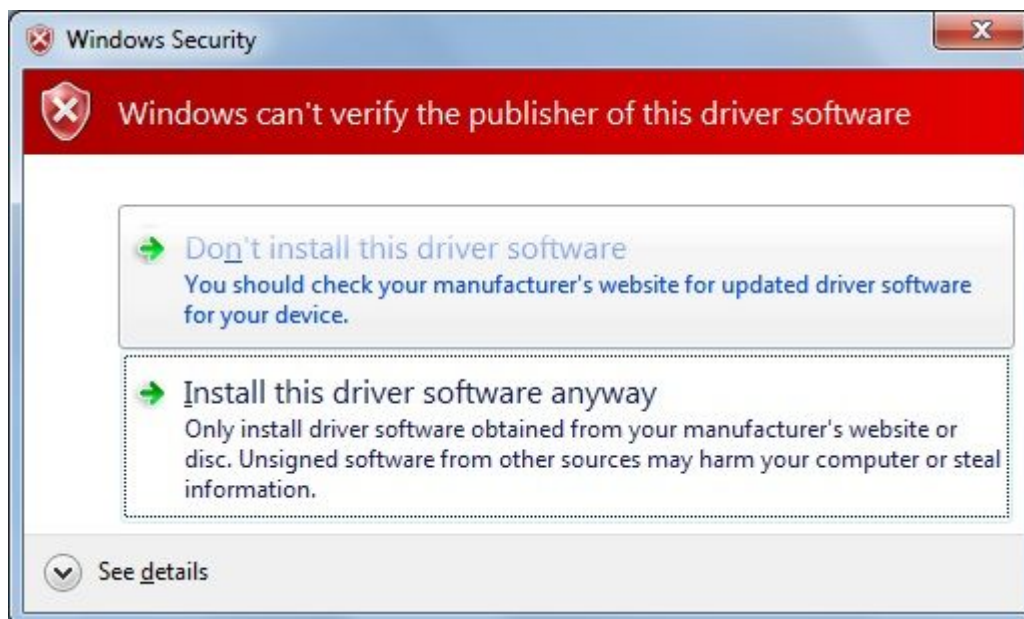 Windows Security
Windows can't verify the publisher of this driver software
Don't install this driver software
You should check your manufacturer's website for updated driver software
for your device.
Install this driver software anyway
Only install driver software obtained from your manufacturer's website or
disc. Unsigned software from other sources may harm your computer or steal
information.
See details